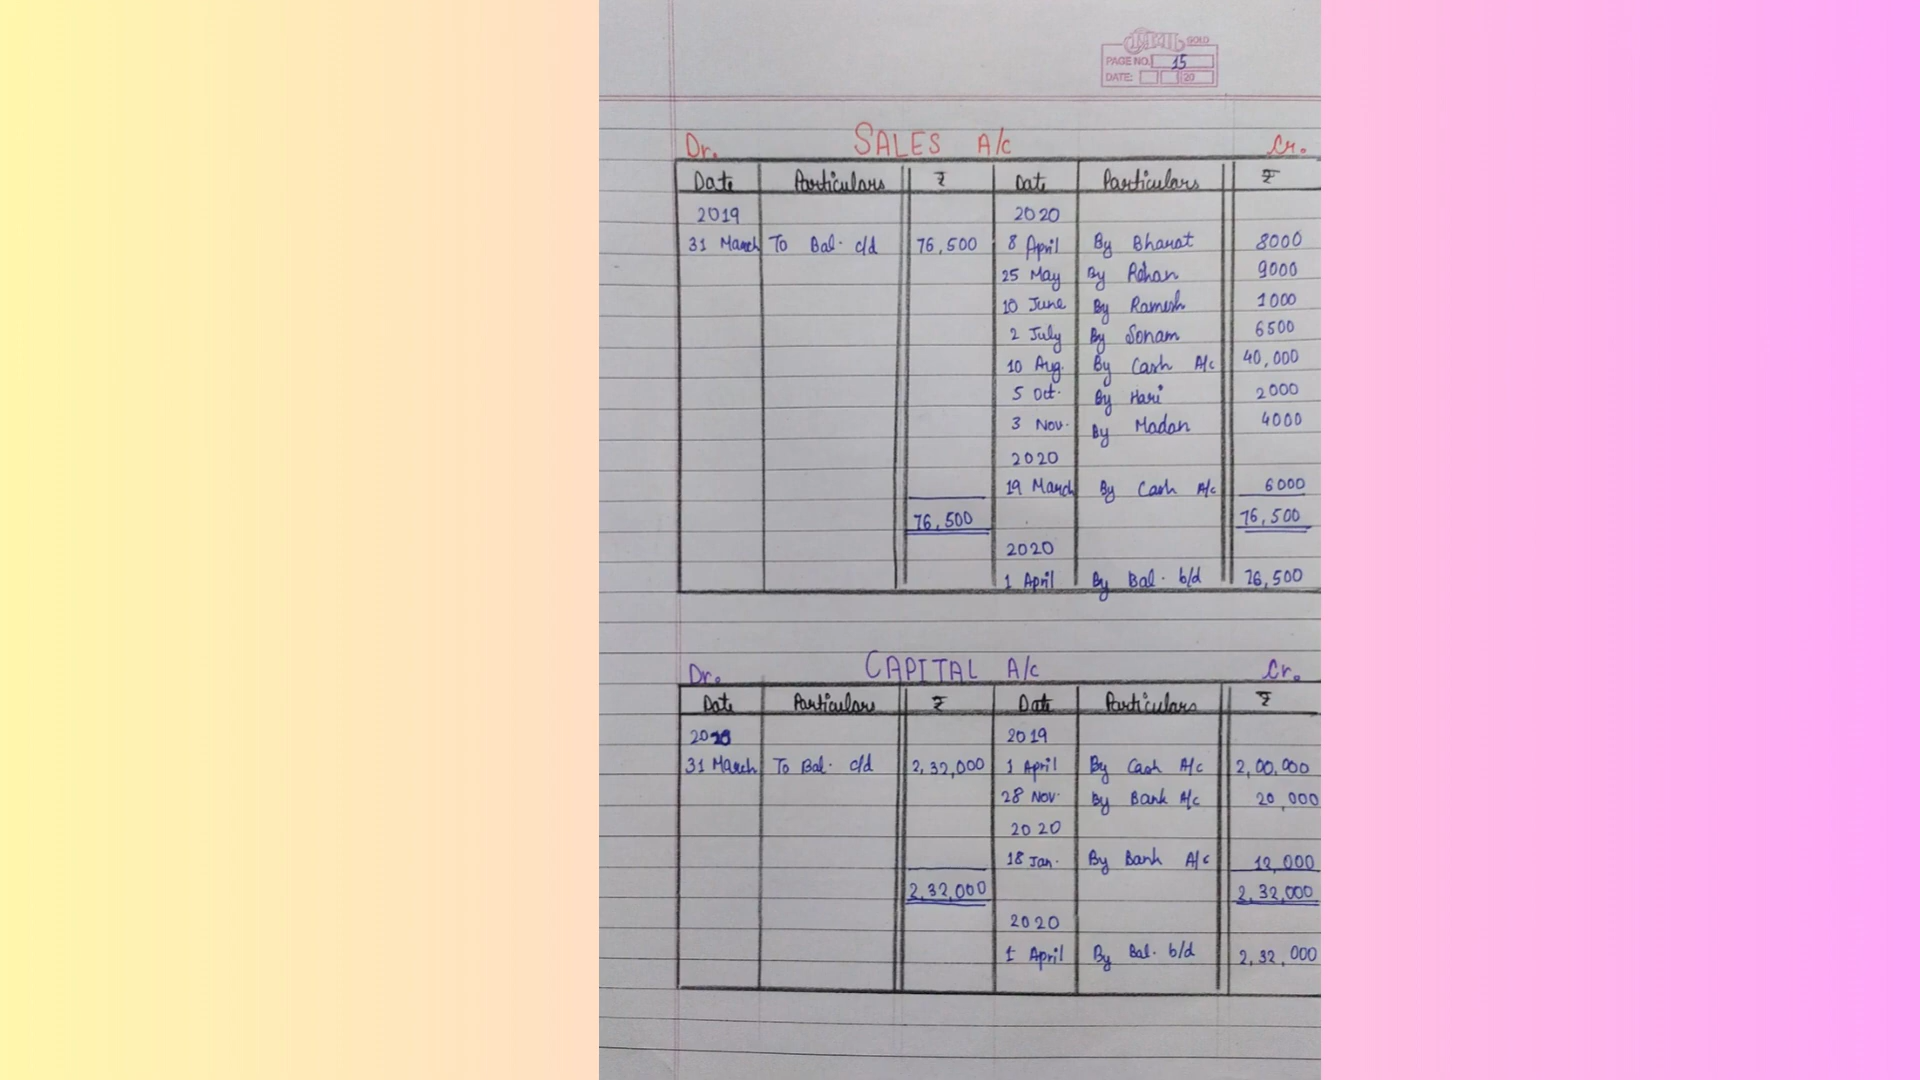 GOLD
PAGE NO. 15
DATE: 20
Dr. SALES A/c Cr.
Date Particulars ₹ Date Particulars ₹
2019 2020
31 March To Bal. c/d 76,500 8 April By Bharat 8000
25 May By Rohan 9000
10 June By Ramesh 1000
2 July By Sonam 6500
10 Aug. By Cash A/c 40,000
5 Oct. By Hari 2000
3 Nov. By Madan 4000
2020
19 March By Cash A/c 6000
76,500 76,500
2020
1 April By Bal. b/d 76,500
Dr. CAPITAL A/c Cr.
Date Particulars ₹ Date Particulars ₹
2019
31 March To Bal. c/d 2,32,000 1 April By Cash A/c 2,00,000
28 Nov. By Bank A/c 20,000
2020
18 Jan. By Bank A/c 12,000
2,32,000 2,32,000
2020
1 April By Bal. b/d 2,32,000